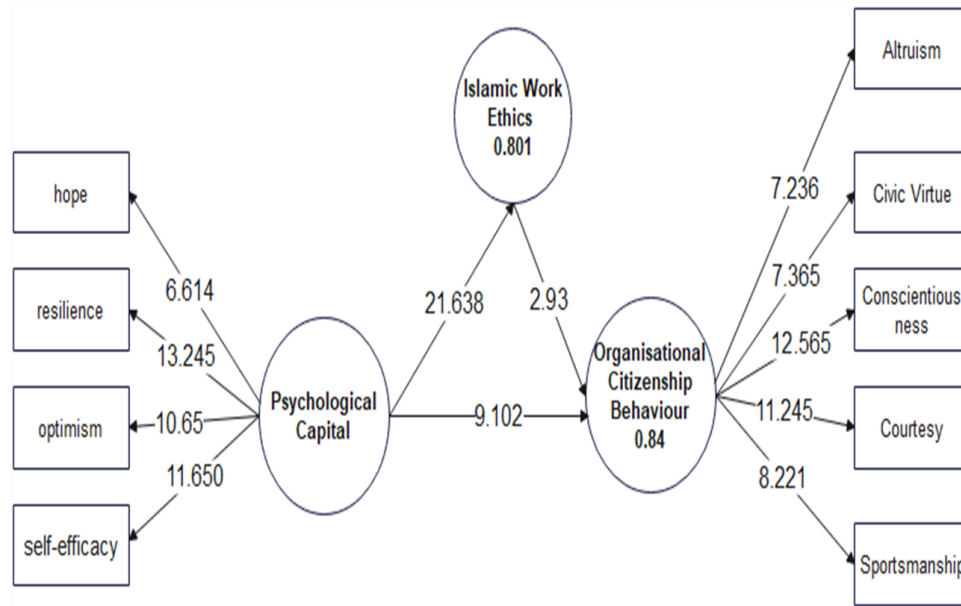 Altruism
Islamic Work
Ethics
0.801
hope
7.236
Civic Virtue
6.614
7.365
resilience
21.638
2.93
Conscientious
ness
13.245
12.565
Organisational
Citizenship
Behaviour
0.84
Psychological
Capital
optimism
10.65
9.102
11.245
Courtesy
11.650
8.221
self-efficacy
Sportsmanship